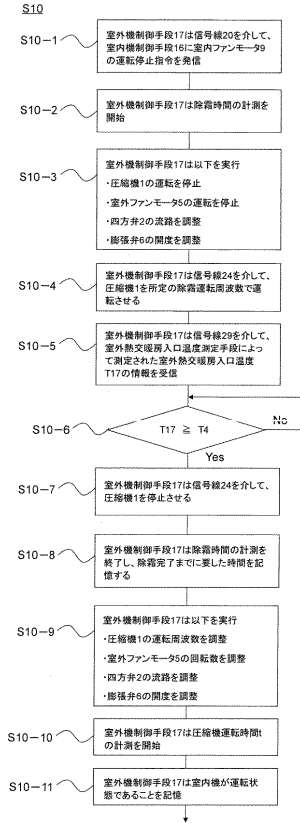 S10
S10-1
室外機制御手段17は信号線20を介して、
室内機制御手段16に室内ファンモータ9
の運転停止指令を発信
S10-2
室外機制御手段17は除霜時間の計測を
開始
S10-3
室外機制御手段17は以下を実行
・圧縮機1の運転を停止
・室外ファンモータ5の運転を停止
・四方弁2の流路を調整
・膨張弁6の開度を調整
S10-4
室外機制御手段17は信号線24を介して、
圧縮機1を所定の除霜運転周波数で運
転させる
S10-5
室外機制御手段17は信号線29を介して、
室外熱交暖房入口温度測定手段によっ
て測定された室外熱交暖房入口温度
T17の情報を受信
S10-6
T17 ≧ T4
No
Yes
S10-7
室外機制御手段17は信号線24を介して、
圧縮機1を停止させる
S10-8
室外機制御手段17は除霜時間の計測を
終了し、除霜完了までに要した時間を記
憶する
S10-9
室外機制御手段17は以下を実行
・圧縮機1の運転周波数を調整
・室外ファンモータ5の回転数を調整
・四方弁2の流路を調整
・膨張弁6の開度を調整
S10-10
室外機制御手段17は圧縮機運転時間t
の計測を開始
S10-11
室外機制御手段17は室内機が運転状
態であることを記憶